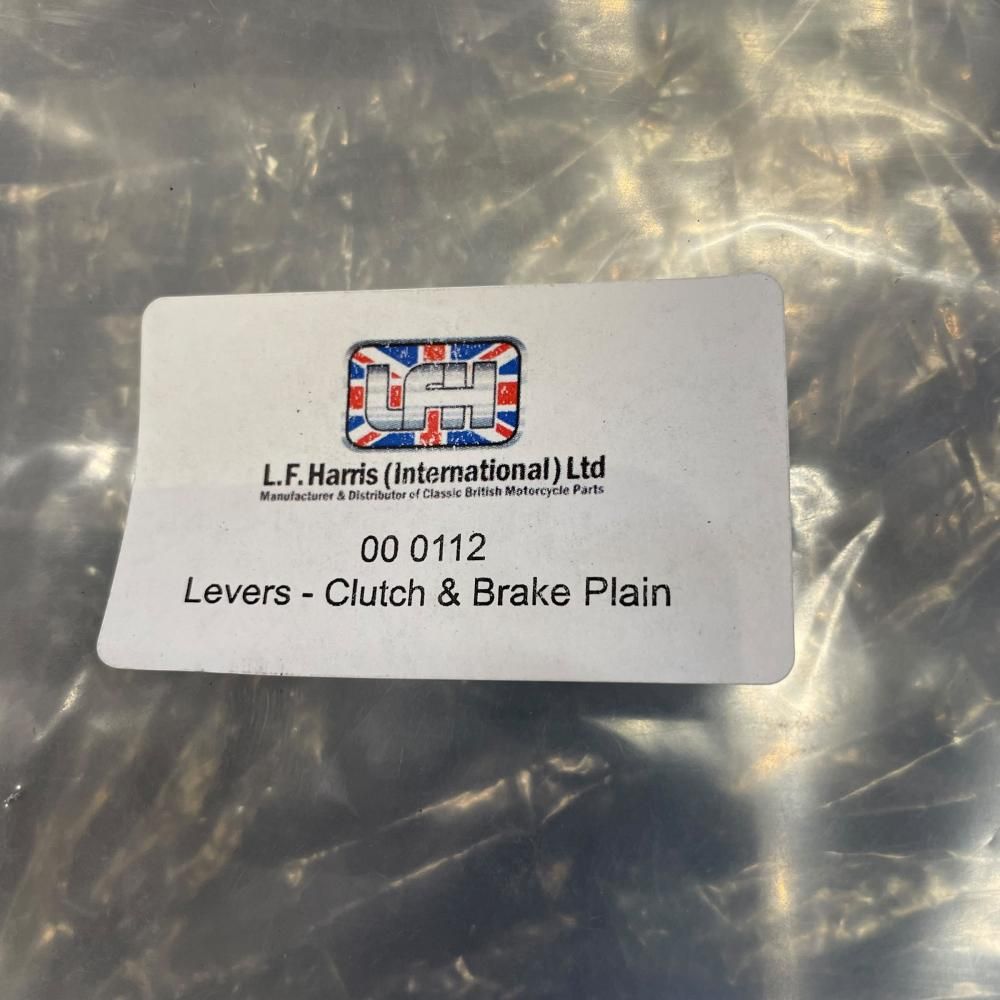 LFH
L.F. Harris (International) Ltd
Manufacturer & Distributor of Classic British Motorcycle Parts
00 0112
Levers - Clutch & Brake Plain